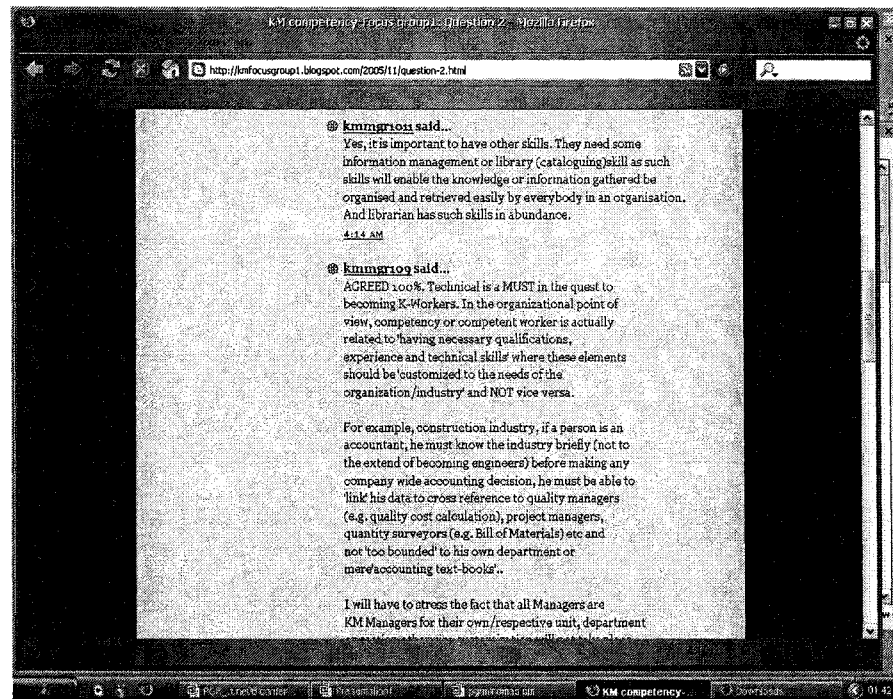 KM competency-Focus group1: Question 2 - Mozilla Firefox
http://kmfocusgroup1.blogspot.com/2005/11/question-2.html
kmmgr1011 said...
Yes, it is important to have other skills. They need some
information management or library (cataloguing)skill as such
skills will enable the knowledge or information gathered be
organised and retrieved easily by everybody in an organisation.
And librarian has such skills in abundance.
4:14 AM
kmmgr109 said...
AGREED 100%. Technical is a MUST in the quest to
becoming K-Workers. In the organizational point of
view, competency or competent worker is actually
related to 'having necessary qualifications,
experience and technical skills' where these elements
should be 'customized to the needs of the
organization/industry' and NOT vice versa.
For example, construction industry, if a person is an
accountant, he must know the industry briefly (not to
the extend of becoming engineers) before making any
company wide accounting decision, he must be able to
'link' his data to cross reference to quality managers
(e.g. quality cost calculation), project managers,
quantity surveyors (e.g. Bill of Materials) etc and
not 'too bounded' to his own department or
mere'accounting text-books'..
I will have to stress the fact that all Managers are
KM Managers for their own/respective unit, department
KM competency-...
Downloads